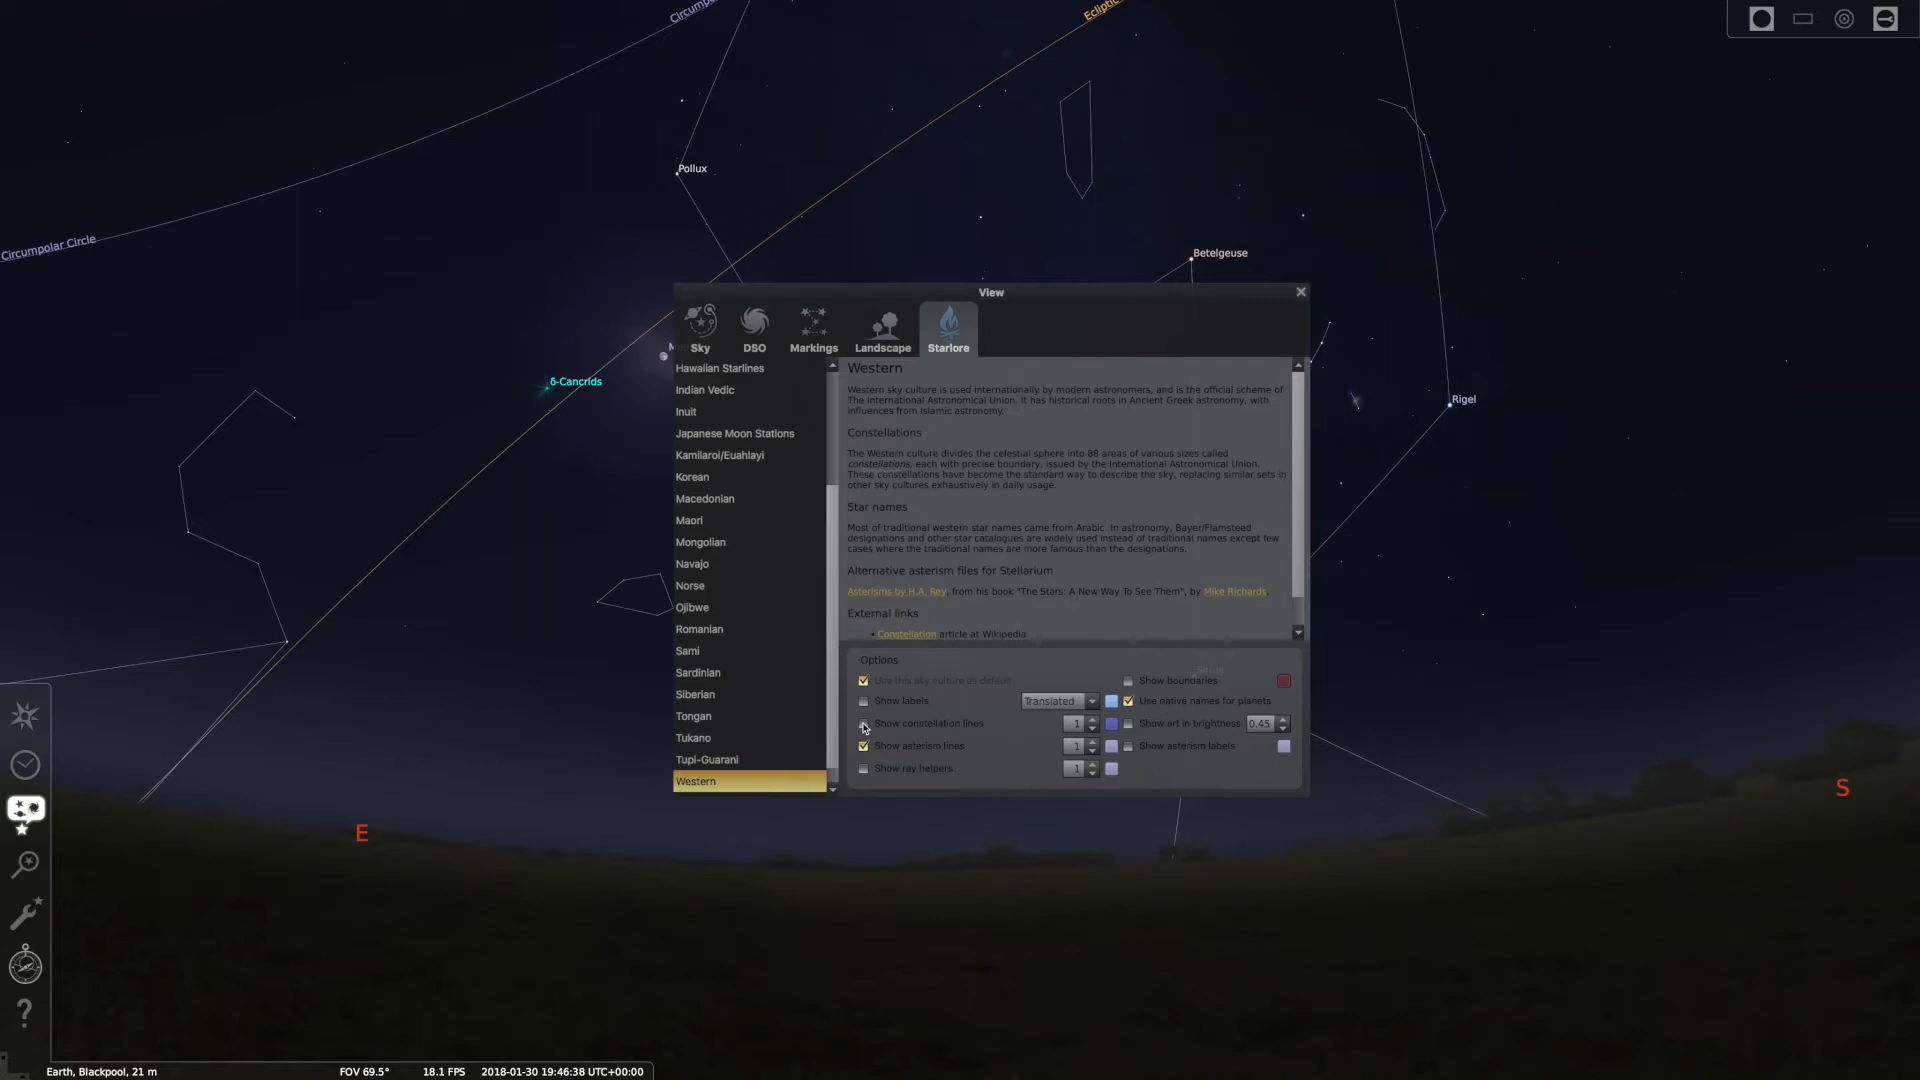 Circumpo
Ecliptic
Pollux
Circumpolar Circle
Betelgeuse
View
Sky
DSO
Markings
Landscape
Starlore
δ-Cancrids
Rigel
Hawaiian Starlines
Indian Vedic
Inuit
Japanese Moon Stations
Kamilaroi/Euahlayi
Korean
Macedonian
Maori
Mongolian
Navajo
Norse
Ojibwe
Romanian
Sami
Sardinian
Siberian
Tongan
Tukano
Tupi-Guarani
Western
Western
Western sky culture is used internationally by modern astronomers, and is the official scheme of
The International Astronomical Union. It has historical roots in Ancient Greek astronomy, with
influences from Islamic astronomy.
Constellations
The Western culture divides the celestial sphere into 88 areas of various sizes called
constellations, each with precise boundary, issued by the International Astronomical Union.
These constellations have become the standard way to describe the sky, replacing similar sets in
other sky cultures exhaustively in daily usage.
Star names
Most of traditional western star names came from Arabic. In astronomy, Bayer/Flamsteed
designations and other star catalogues are widely used instead of traditional names except few
cases where the traditional names are more famous than the designations.
Alternative asterism files for Stellarium
Asterisms by H.A. Rey, from his book "The Stars: A New Way To See Them", by Mike Richards.
External links
• Constellation article at Wikipedia
Options
Use this sky culture as default
Show boundaries
Show labels
Translated
Use native names for planets
Show constellation lines
1
Show art in brightness
0.45
Show asterism lines
1
Show asterism labels
Show ray helpers
1
E
S
Earth, Blackpool, 21 m
FOV 69.5°
18.1 FPS
2018-01-30 19:46:38 UTC+00:00